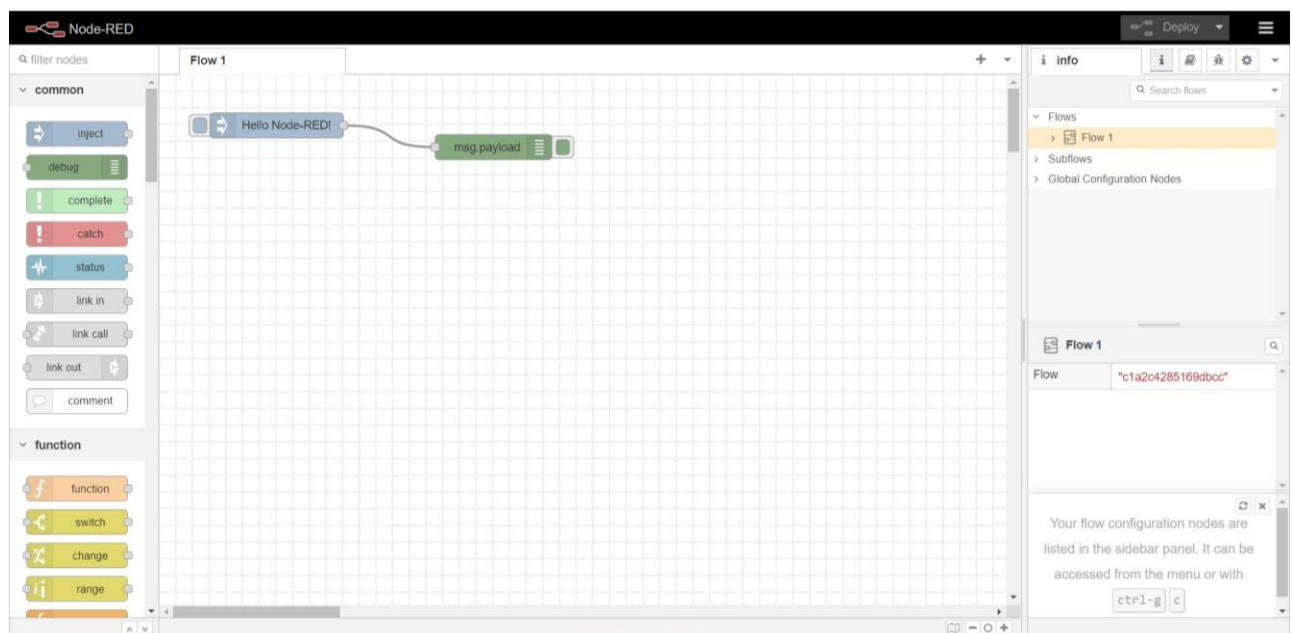 Node-RED
Deploy
filter nodes
Flow 1
i info
common
Search flows
inject
debug
complete
catch
status
link in
link call
link out
comment
function
function
switch
change
range
Hello Node-RED!
msg.payload
Flows
Flow 1
Subflows
Global Configuration Nodes
Flow 1
Flow "c1a2c4285169dbcc"
Your flow configuration nodes are
listed in the sidebar panel. It can be
accessed from the menu or with
ctrl-g c